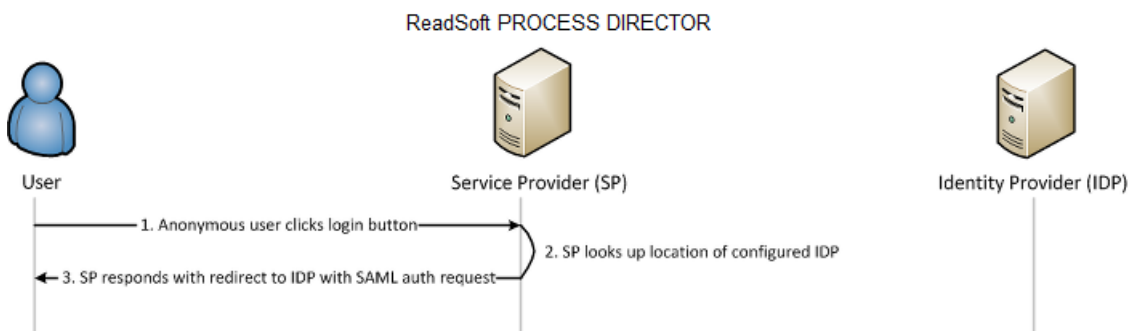 ReadSoft PROCESS DIRECTOR
User
Service Provider (SP)
Identity Provider (IDP)
1. Anonymous user clicks login button
2. SP looks up location of configured IDP
3. SP responds with redirect to IDP with SAML auth request